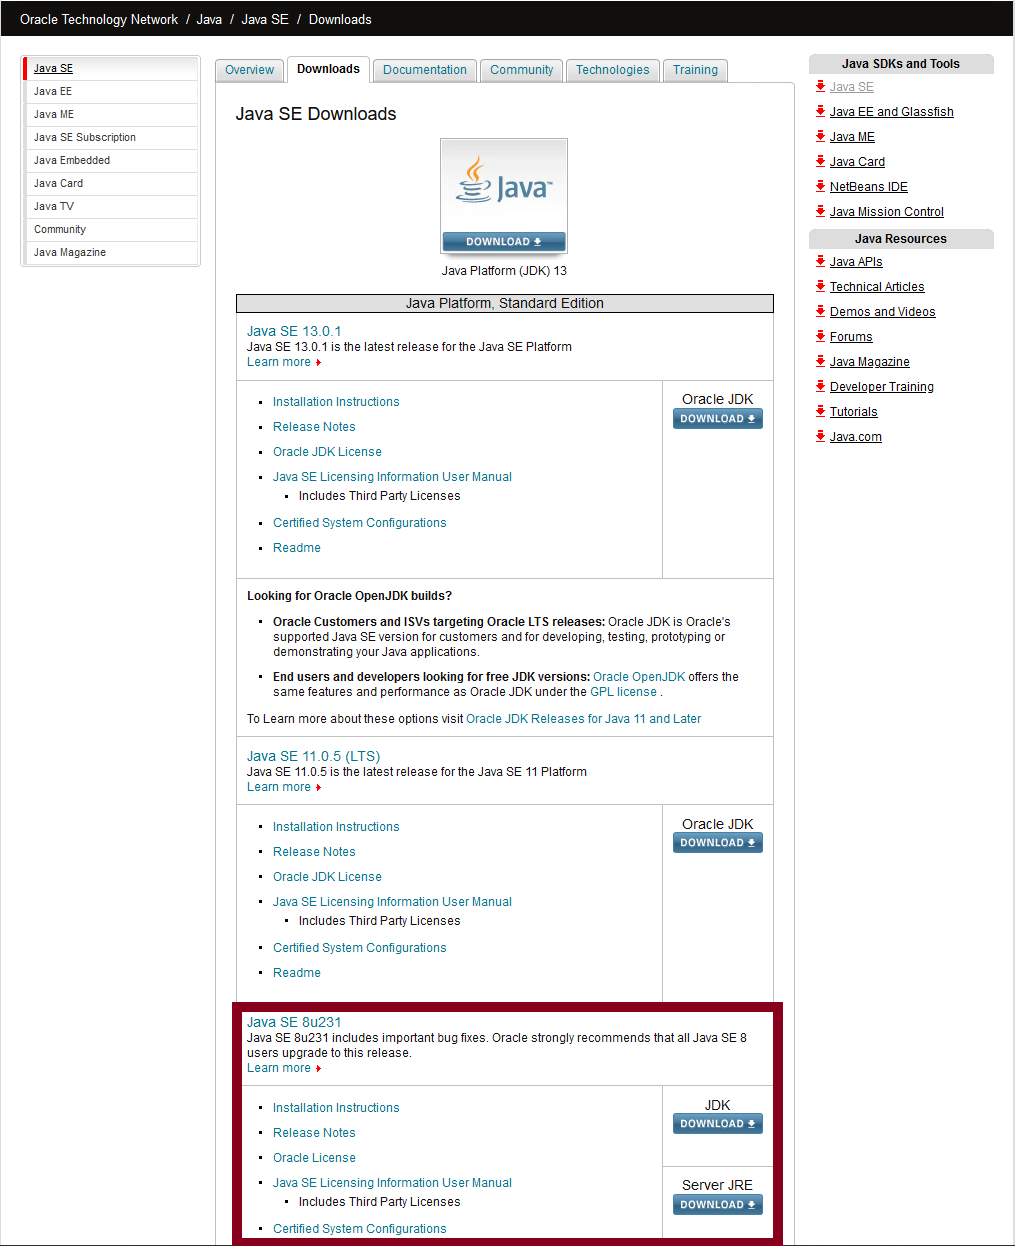 Oracle Technology Network / Java / Java SE / Downloads
Java SE
Java EE
Java ME
Java SE Subscription
Java Embedded
Java Card
Java TV
Community
Java Magazine
Overview
Downloads
Documentation
Community
Technologies
Training
Java SE Downloads
Java™
DOWNLOAD
Java Platform (JDK) 13
Java Platform, Standard Edition
Java SE 13.0.1
Java SE 13.0.1 is the latest release for the Java SE Platform
Learn more
Installation Instructions
Release Notes
Oracle JDK License
Java SE Licensing Information User Manual
Includes Third Party Licenses
Certified System Configurations
Readme
Oracle JDK
DOWNLOAD
Looking for Oracle OpenJDK builds?
Oracle Customers and ISVs targeting Oracle LTS releases: Oracle JDK is Oracle's
supported Java SE version for customers and for developing, testing, prototyping or
demonstrating your Java applications.
End users and developers looking for free JDK versions: Oracle OpenJDK offers the
same features and performance as Oracle JDK under the GPL license .
To Learn more about these options visit Oracle JDK Releases for Java 11 and Later
Java SE 11.0.5 (LTS)
Java SE 11.0.5 is the latest release for the Java SE 11 Platform
Learn more
Installation Instructions
Release Notes
Oracle JDK License
Java SE Licensing Information User Manual
Includes Third Party Licenses
Certified System Configurations
Readme
Oracle JDK
DOWNLOAD
Java SE 8u231
Java SE 8u231 includes important bug fixes. Oracle strongly recommends that all Java SE 8
users upgrade to this release.
Learn more
Installation Instructions
Release Notes
Oracle License
Java SE Licensing Information User Manual
Includes Third Party Licenses
Certified System Configurations
JDK
DOWNLOAD
Server JRE
DOWNLOAD
Java SDKs and Tools
Java SE
Java EE and Glassfish
Java ME
Java Card
NetBeans IDE
Java Mission Control
Java Resources
Java APIs
Technical Articles
Demos and Videos
Forums
Java Magazine
Developer Training
Tutorials
Java.com